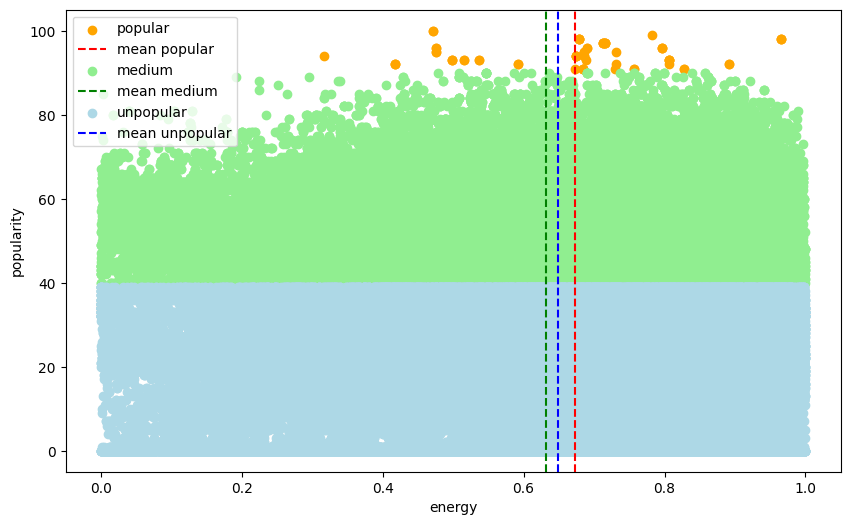 popular
mean popular
medium
mean medium
unpopular
mean unpopular
popularity
100
80
60
40
20
0
0.0 0.2 0.4 0.6 0.8 1.0
energy